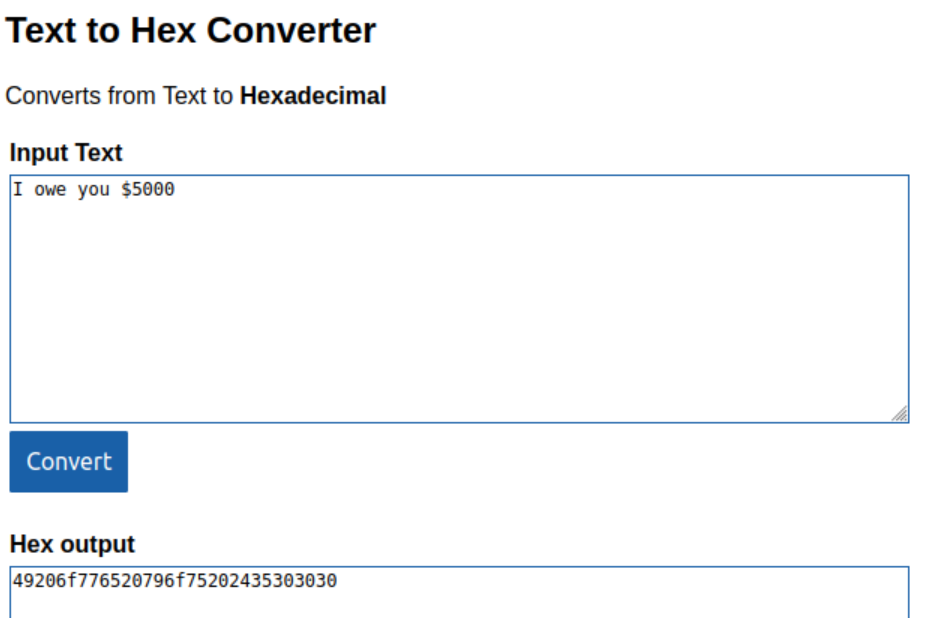 Text to Hex Converter
Converts from Text to Hexadecimal
Input Text
I owe you $5000
Convert
Hex output
49206f776520796f75202435303030